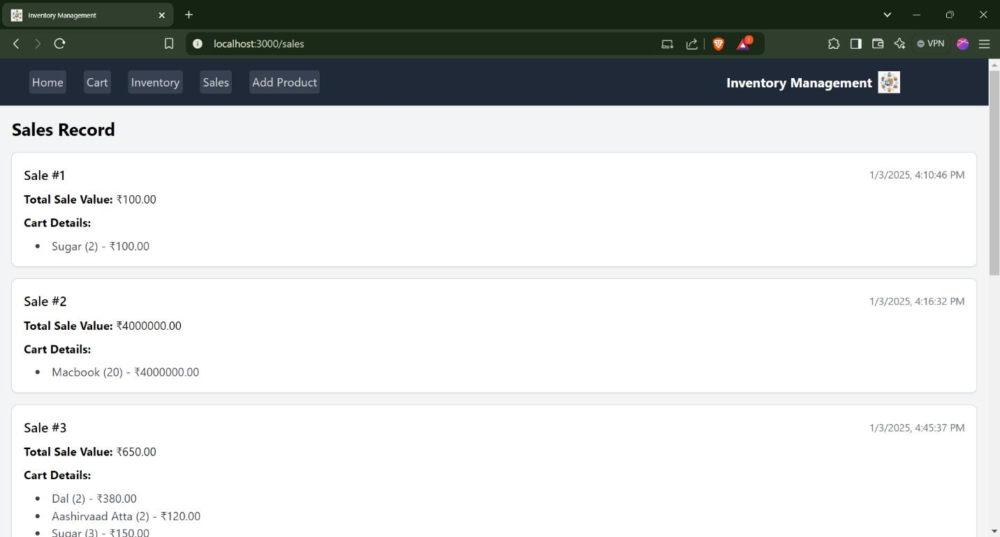 Inventory Management
localhost:3000/sales
1
VPN
Home Cart Inventory Sales Add Product Inventory Management
Sales Record
Sale #1 1/3/2025, 4:10:46 PM
Total Sale Value: ₹100.00
Cart Details:
• Sugar (2) - ₹100.00
Sale #2 1/3/2025, 4:16:32 PM
Total Sale Value: ₹4000000.00
Cart Details:
• Macbook (20) - ₹4000000.00
Sale #3 1/3/2025, 4:45:37 PM
Total Sale Value: ₹650.00
Cart Details:
• Dal (2) - ₹380.00
• Aashirvaad Atta (2) - ₹120.00
• Sugar (3) - ₹150.00